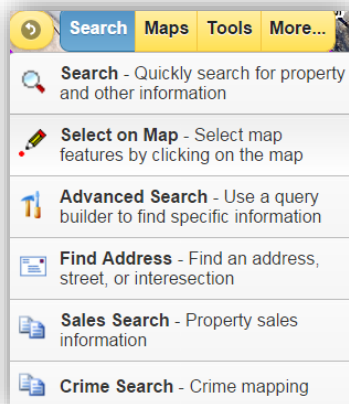 Search Maps Tools More...
Search - Quickly search for property
and other information
Select on Map - Select map
features by clicking on the map
Advanced Search - Use a query
builder to find specific information
Find Address - Find an address,
street, or interesection
Sales Search - Property sales
information
Crime Search - Crime mapping